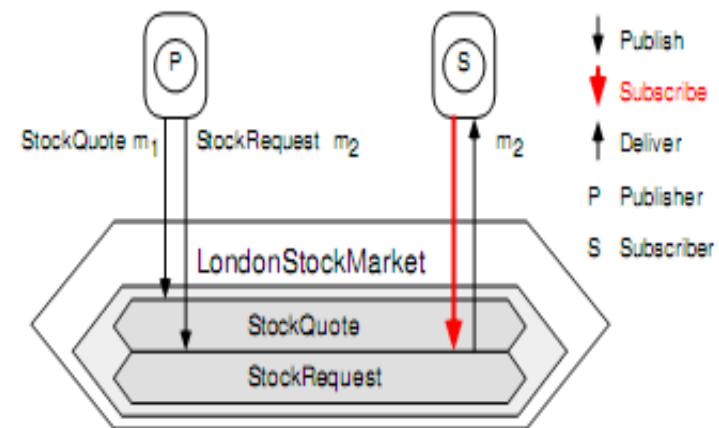 P
S
Publish
Subscribe
Deliver
P Publisher
S Subscriber
StockQuote m1 StockRequest m2
m2
LondonStockMarket
StockQuote
StockRequest